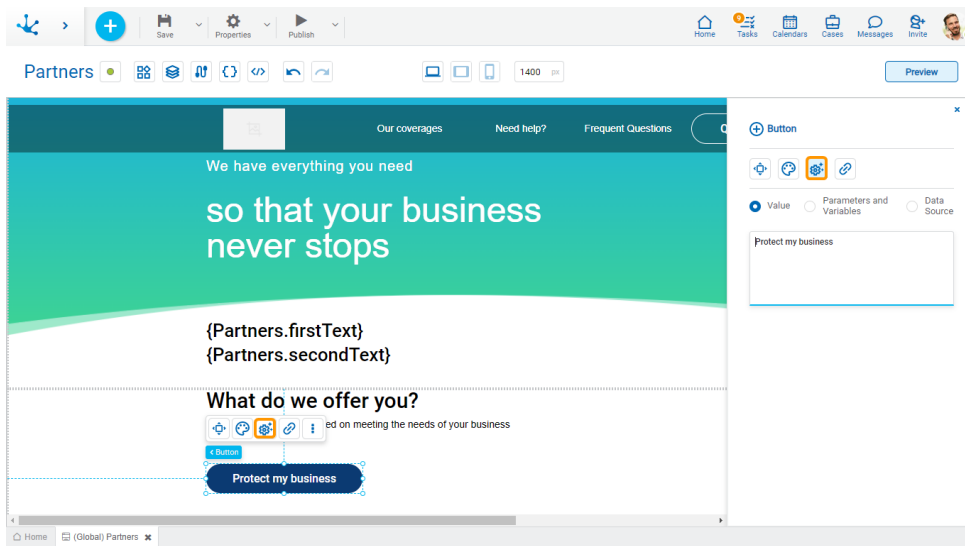 Save
Properties
Publish
Home
9
Tasks
Calendars
Cases
Messages
Invite
Partners
1400 px
Preview
Our coverages
Need help?
Frequent Questions
We have everything you need
so that your business
never stops
{Partners.firstText}
{Partners.secondText}
What do we offer you?
ed on meeting the needs of your business
Button
Protect my business
Button
Value
Parameters and
Variables
Data
Source
Protect my business
Home
(Global) Partners